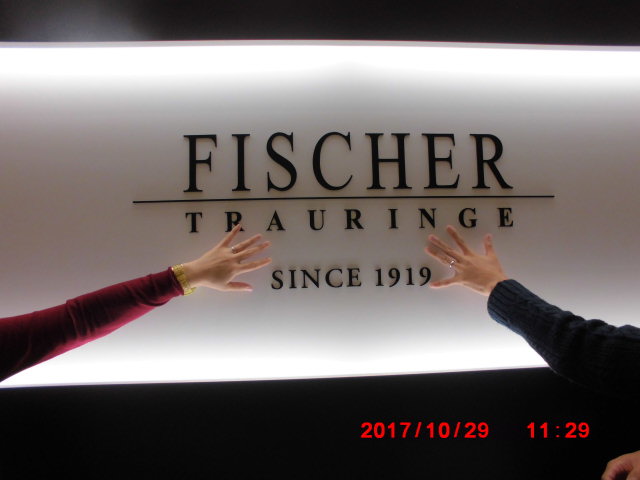 FISCHER
TRAURINGE
SINCE 1919
2017/10/29 11:29